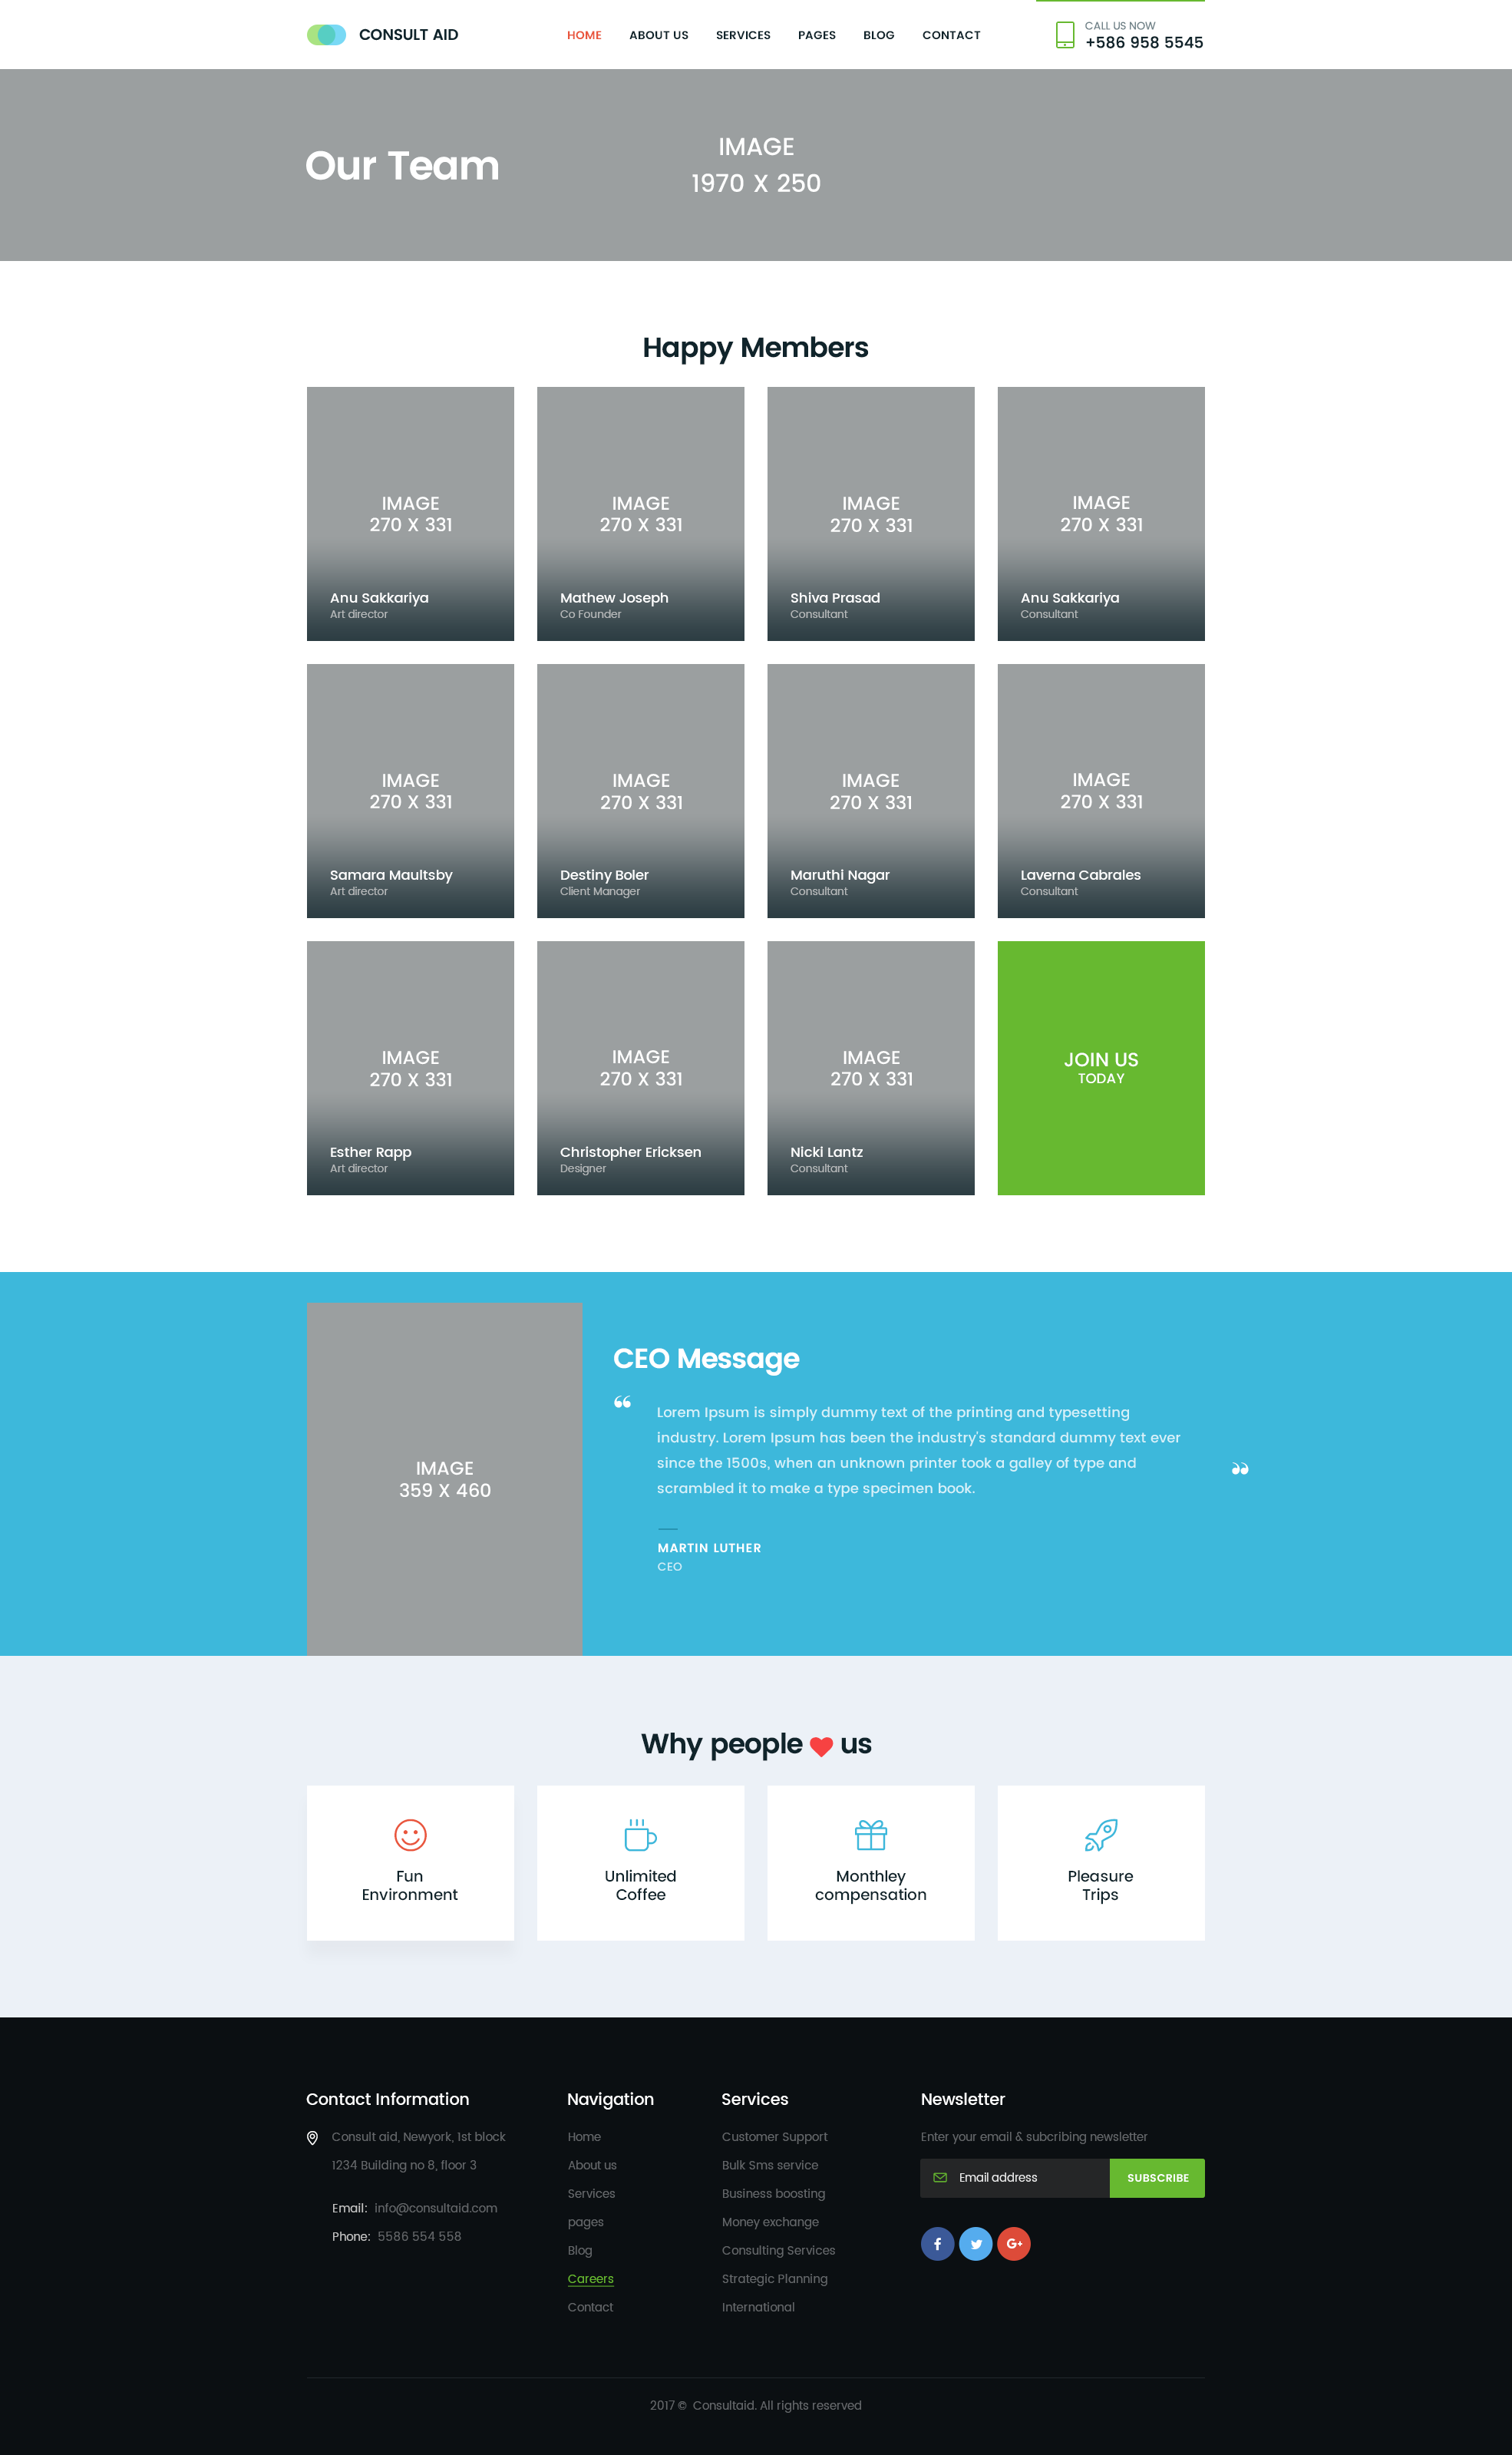 CONSULT AID
HOME ABOUT US SERVICES PAGES BLOG CONTACT
CALL US NOW
+586 958 5545
Our Team
IMAGE
1970 X 250
Happy Members
IMAGE
270 X 331
Anu Sakkariya
Art director
IMAGE
270 X 331
Mathew Joseph
Co Founder
IMAGE
270 X 331
Shiva Prasad
Consultant
IMAGE
270 X 331
Anu Sakkariya
Consultant
IMAGE
270 X 331
Samara Maultsby
Art director
IMAGE
270 X 331
Destiny Boler
Client Manager
IMAGE
270 X 331
Maruthi Nagar
Consultant
IMAGE
270 X 331
Laverna Cabrales
Consultant
IMAGE
270 X 331
Esther Rapp
Art director
IMAGE
270 X 331
Christopher Ericksen
Designer
IMAGE
270 X 331
Nicki Lantz
Consultant
JOIN US
TODAY
IMAGE
359 X 460
CEO Message
“
Lorem Ipsum is simply dummy text of the printing and typesetting
industry. Lorem Ipsum has been the industry's standard dummy text ever
since the 1500s, when an unknown printer took a galley of type and
scrambled it to make a type specimen book.
”
MARTIN LUTHER
CEO
Why people ♥ us
Fun
Environment
Unlimited
Coffee
Monthley
compensation
Pleasure
Trips
Contact Information
Consult aid, Newyork, 1st block
1234 Building no 8, floor 3
Email: info@consultaid.com
Phone: 5586 554 558
Navigation
Home
About us
Services
pages
Blog
Careers
Contact
Services
Customer Support
Bulk Sms service
Business boosting
Money exchange
Consulting Services
Strategic Planning
International
Newsletter
Enter your email & subcribing newsletter
Email address
SUBSCRIBE
f
G+
2017 © Consultaid. All rights reserved